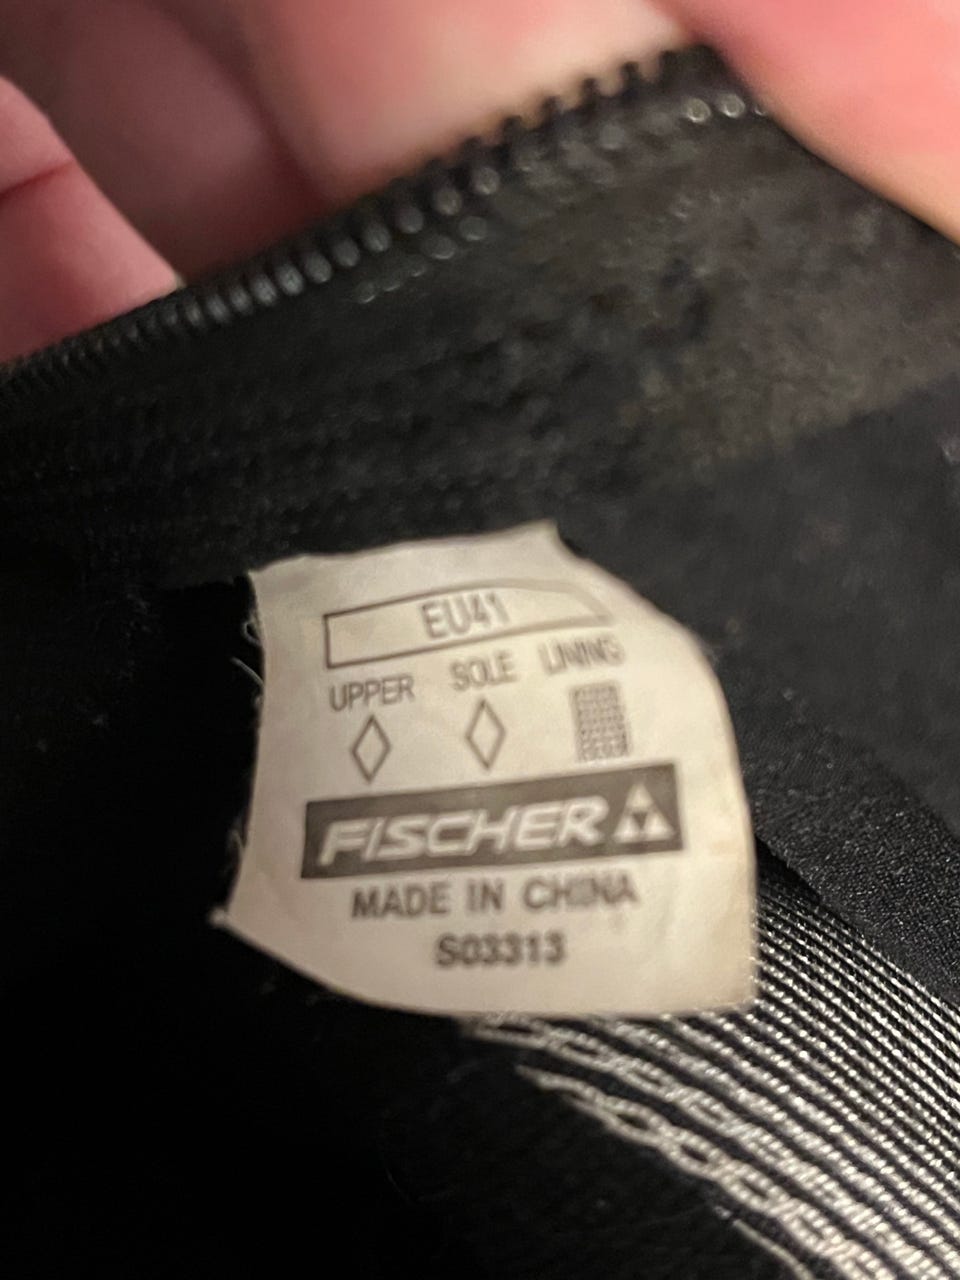 EU41
UPPER SOLE LINING
FISCHER
MADE IN CHINA
S03313